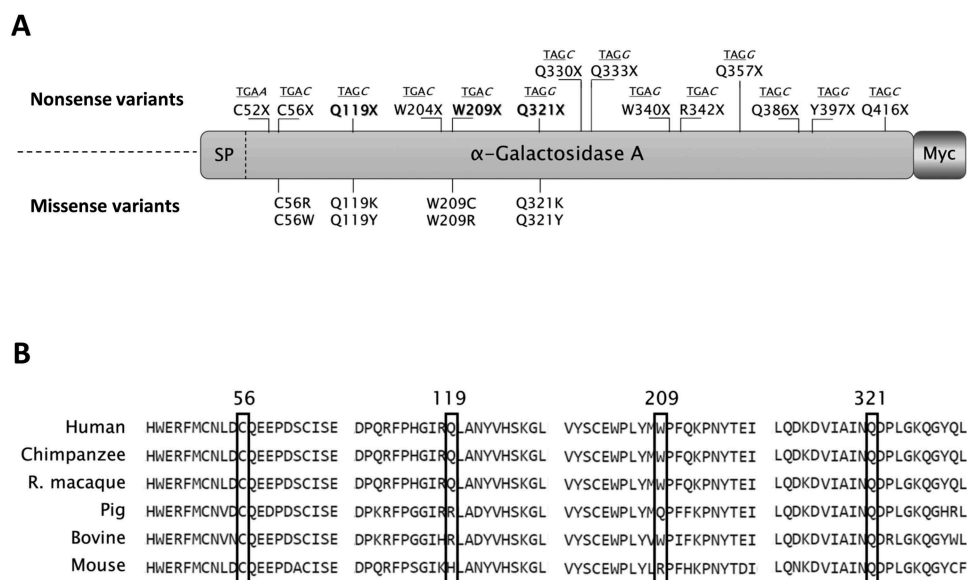 A
TAGC TAGG TAGG
Q330X Q333X Q357X
Nonsense variants TGAA TGAC TAGC TGAC TGAC TAGG TGAG TGAC TAGC TAGG TAGC
C52X C56X Q119X W204X W209X Q321X W340X R342X Q386X Y397X Q416X
SP α-Galactosidase A Myc
Missense variants C56R Q119K W209C Q321K
C56W Q119Y W209R Q321Y
B
56 119 209 321
Human HWERFMCNLDCQEEPDSCISE DPQRFPHGIRQLANYVHSKGL VYSCEWPLYMWPFQKPNYTEI LQDKDVIAINQDPLGKQGYQL
Chimpanzee HWERFMCNLDCQEEPDSCISE DPQRFPHGIRQLANYVHSKGL VYSCEWPLYMWPFQKPNYTEI LQDKDVIAINQDPLGKQGYQL
R. macaque HWERFMCNLDCQEEPDSCISE DPQRFPHGIRQLANYVHSKGL VYSCEWPLYMWPFQKPNYTEI LQDKDVIAINQDPLGKQGYQL
Pig HWERFMCNVDCQEDPDSCISE DPKRFPGGIRRLADYVHSKGL VYSCEWPLYMQPFFKPNYTEI LQDKDVIAINQDPLGKQGHRL
Bovine HWERFMCNVNCQEEPDSCISE DPKRFPGGIHRLADYVHSKGL VYSCEWPLYVWPIFKPNYTEI LQDKDVIAINQDRLGKQGYWL
Mouse HWERFMCNLDCQEEPDACISE DPQRFPSGIKHLANYVHSKGL VYSCEWPLYLRPFHKPNYTDI LQNKDVIAINQDPLGKQGYCF